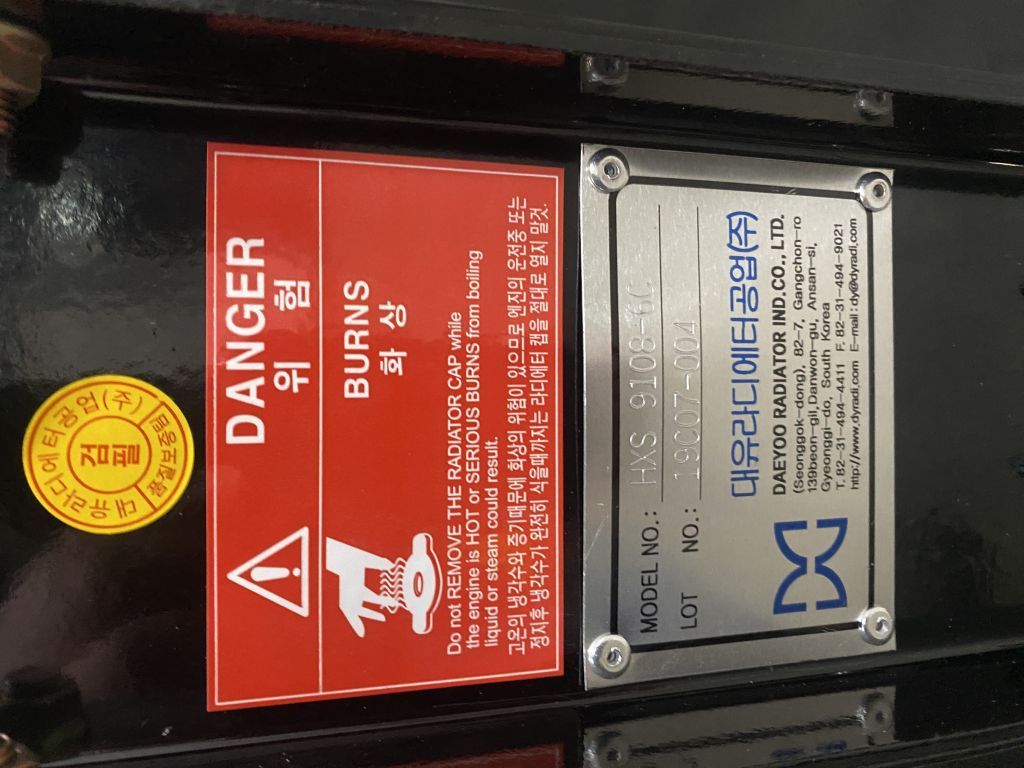 대유라디에터공업(주)
검필
품질보증팀
DANGER
위 험
BURNS
화 상
Do not REMOVE THE RADIATOR CAP while
the engine is HOT or SERIOUS BURNS from boiling
liquid or steam could result.
고온의 냉각수와 증기때문에 화상의 위험이 있으므로 엔진의 운전중 또는
정지후 냉각수가 완전히 식을때까지는 라디에터 캡을 절대로 열지 말것.
MODEL NO.: HXS 9108-6C
LOT NO.: 19C07-004
대유라디에터공업(주)
DAEYOO RADIATOR IND.CO., LTD.
(Seonggok-dong), 82-7, Gangchon-ro
139beon-gil,Danwon-gu, Ansan-si,
Gyeonggi-do, South Korea
T. 82-31-494-4411 F. 82-31-494-9021
http://www.dyradi.com E-mail : dy@dyradi.com